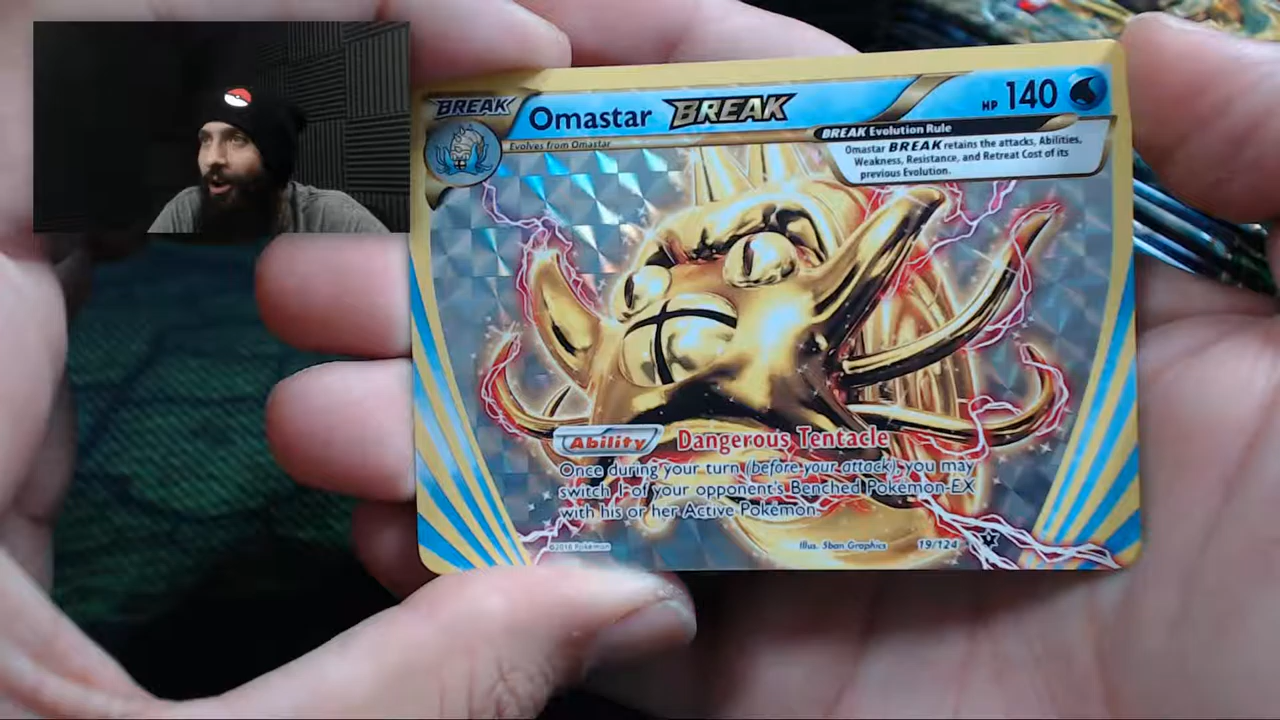 BREAK Omastar BREAK HP 140
Evolves from Omastar
BREAK Evolution Rule
Omastar BREAK retains the attacks, Abilities,
Weakness, Resistance, and Retreat Cost of its
previous Evolution.
Ability Dangerous Tentacle
Once during your turn (before your attack), you may
switch 1 of your opponent's Benched Pokémon-EX
with his or her Active Pokémon.
©2016 Pokémon Illus. 5ban Graphics 19/124